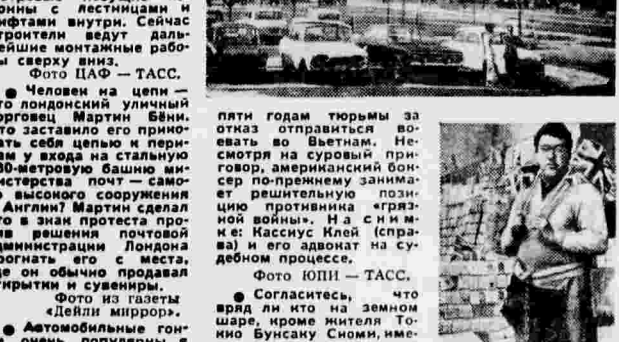 с лестницами и
лифтами внутри. Сейчас
строители ведут даль-
нейшие монтажные рабо-
ты сверху вниз.
Фото ЦАФ — ТАСС.
● Человек на цепи —
лондонский уличный
торговец Мартин Бёни.
Что заставило его прико-
себя цепью к пери-
у входа на стальную
-метровую башню ми-
нистерства почт — само-
высокого сооружения
Англии? Мартин сделал
в знак протеста про-
решения почтовой
администрации Лондона
прогнать его с места,
где он обычно продавал
открытки и сувениры.
Фото из газеты
«Дейли миррор».
● Автомобильные гон-
очень популярны в
пяти годам тюрьмы за
отказ отправиться во-
евать во Вьетнам. Не-
смотря на суровый при-
говор, американский бок-
сер по-прежнему занима-
ет решительную пози-
цию противника «гряз-
ной войны». На сним-
ке: Кассиус Клей (спра-
ва) и его адвокат на су-
дебном процессе.
Фото ЮПИ — ТАСС.
● Согласитесь, что
вряд ли кто на земном
шаре, кроме жителя То-
кио Бунсаку Сиоми, име-